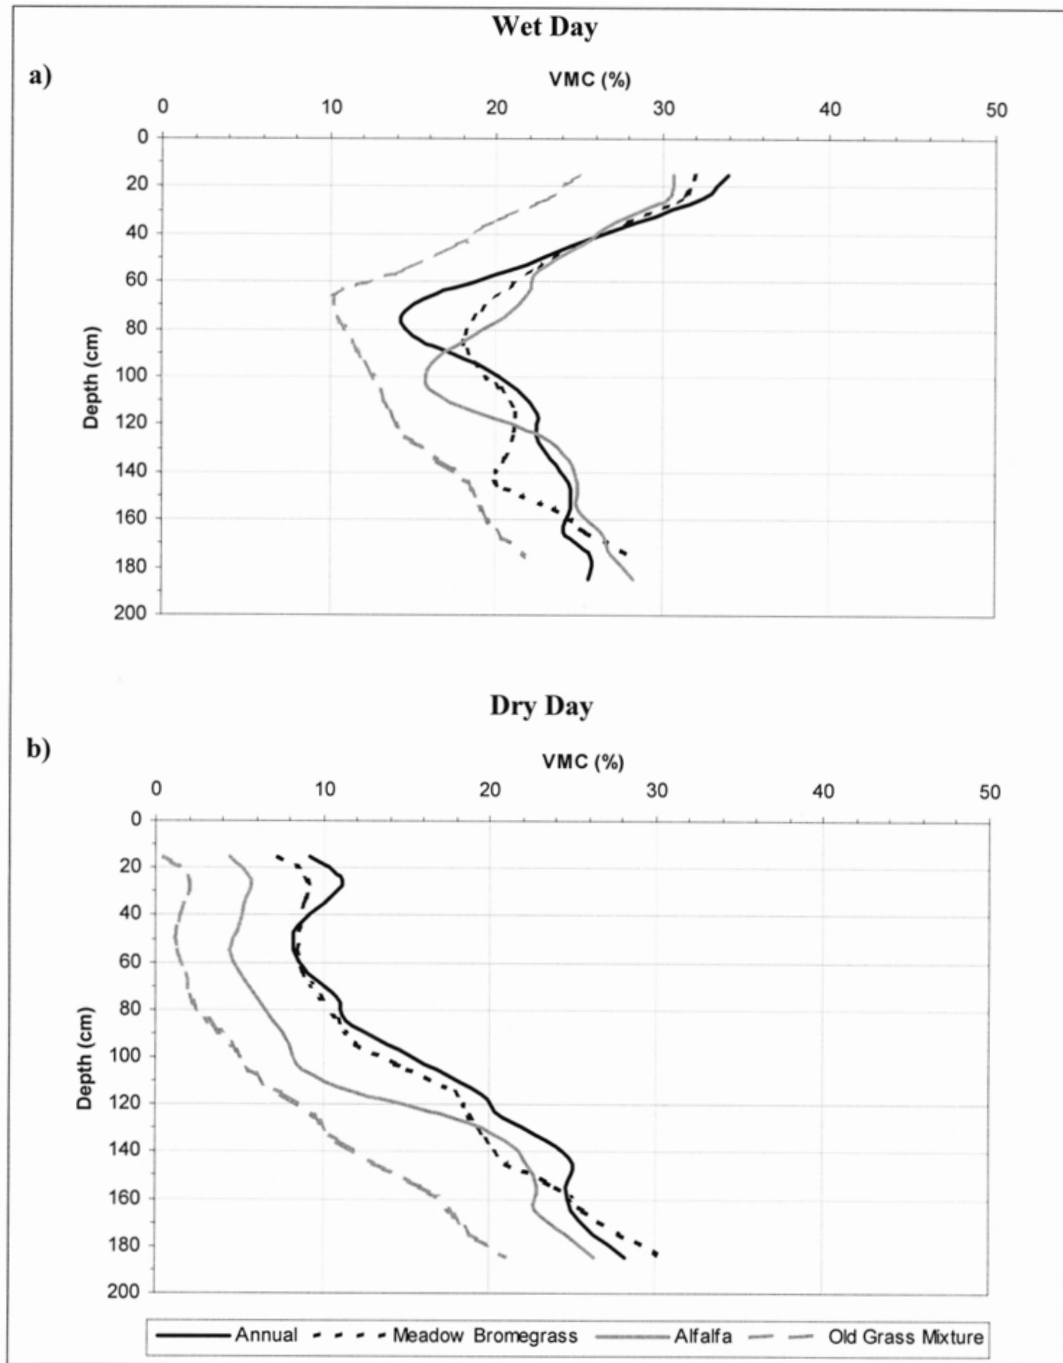 Wet Day
a)
VMC (%)
0 10 20 30 40 50
0
20
40
60
80
100
120
140
160
180
200
Depth (cm)
Dry Day
b)
VMC (%)
0 10 20 30 40 50
0
20
40
60
80
100
120
140
160
180
200
Depth (cm)
Annual Meadow Bromegrass Alfalfa Old Grass Mixture